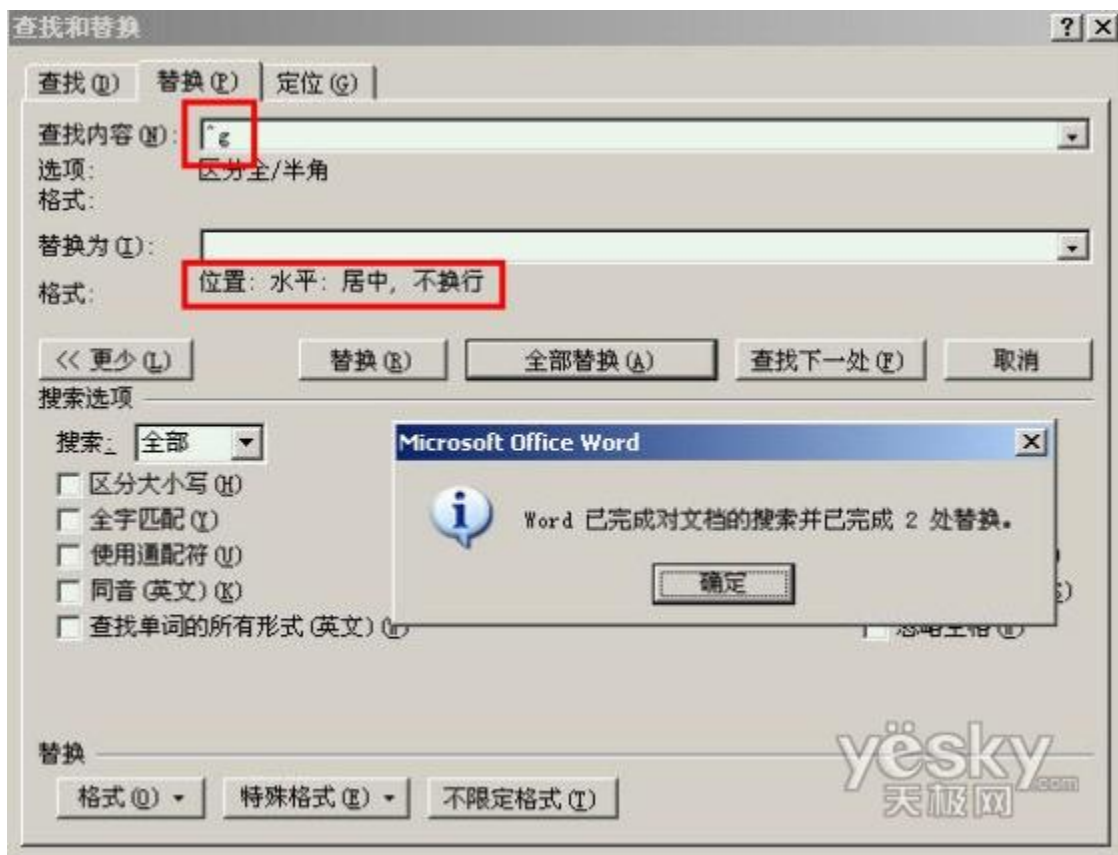 查找和替换
查找(D) 替换(P) 定位(G)
查找内容(N): ^g
选项: 区分全/半角
格式:
替换为(I):
格式: 位置: 水平: 居中, 不换行
<< 更少(L) 替换(R) 全部替换(A) 查找下一处(F) 取消
搜索选项
搜索: 全部
Microsoft Office Word
区分大小写(H)
全字匹配(Y)
Word 已完成对文档的搜索并已完成 2 处替换。
使用通配符(U)
同音(英文)(K)
确定
查找单词的所有形式(英文)(W)
忽略空格(W)
替换
格式(O) 特殊格式(E) 不限定格式(T)
yësky.com
天极网